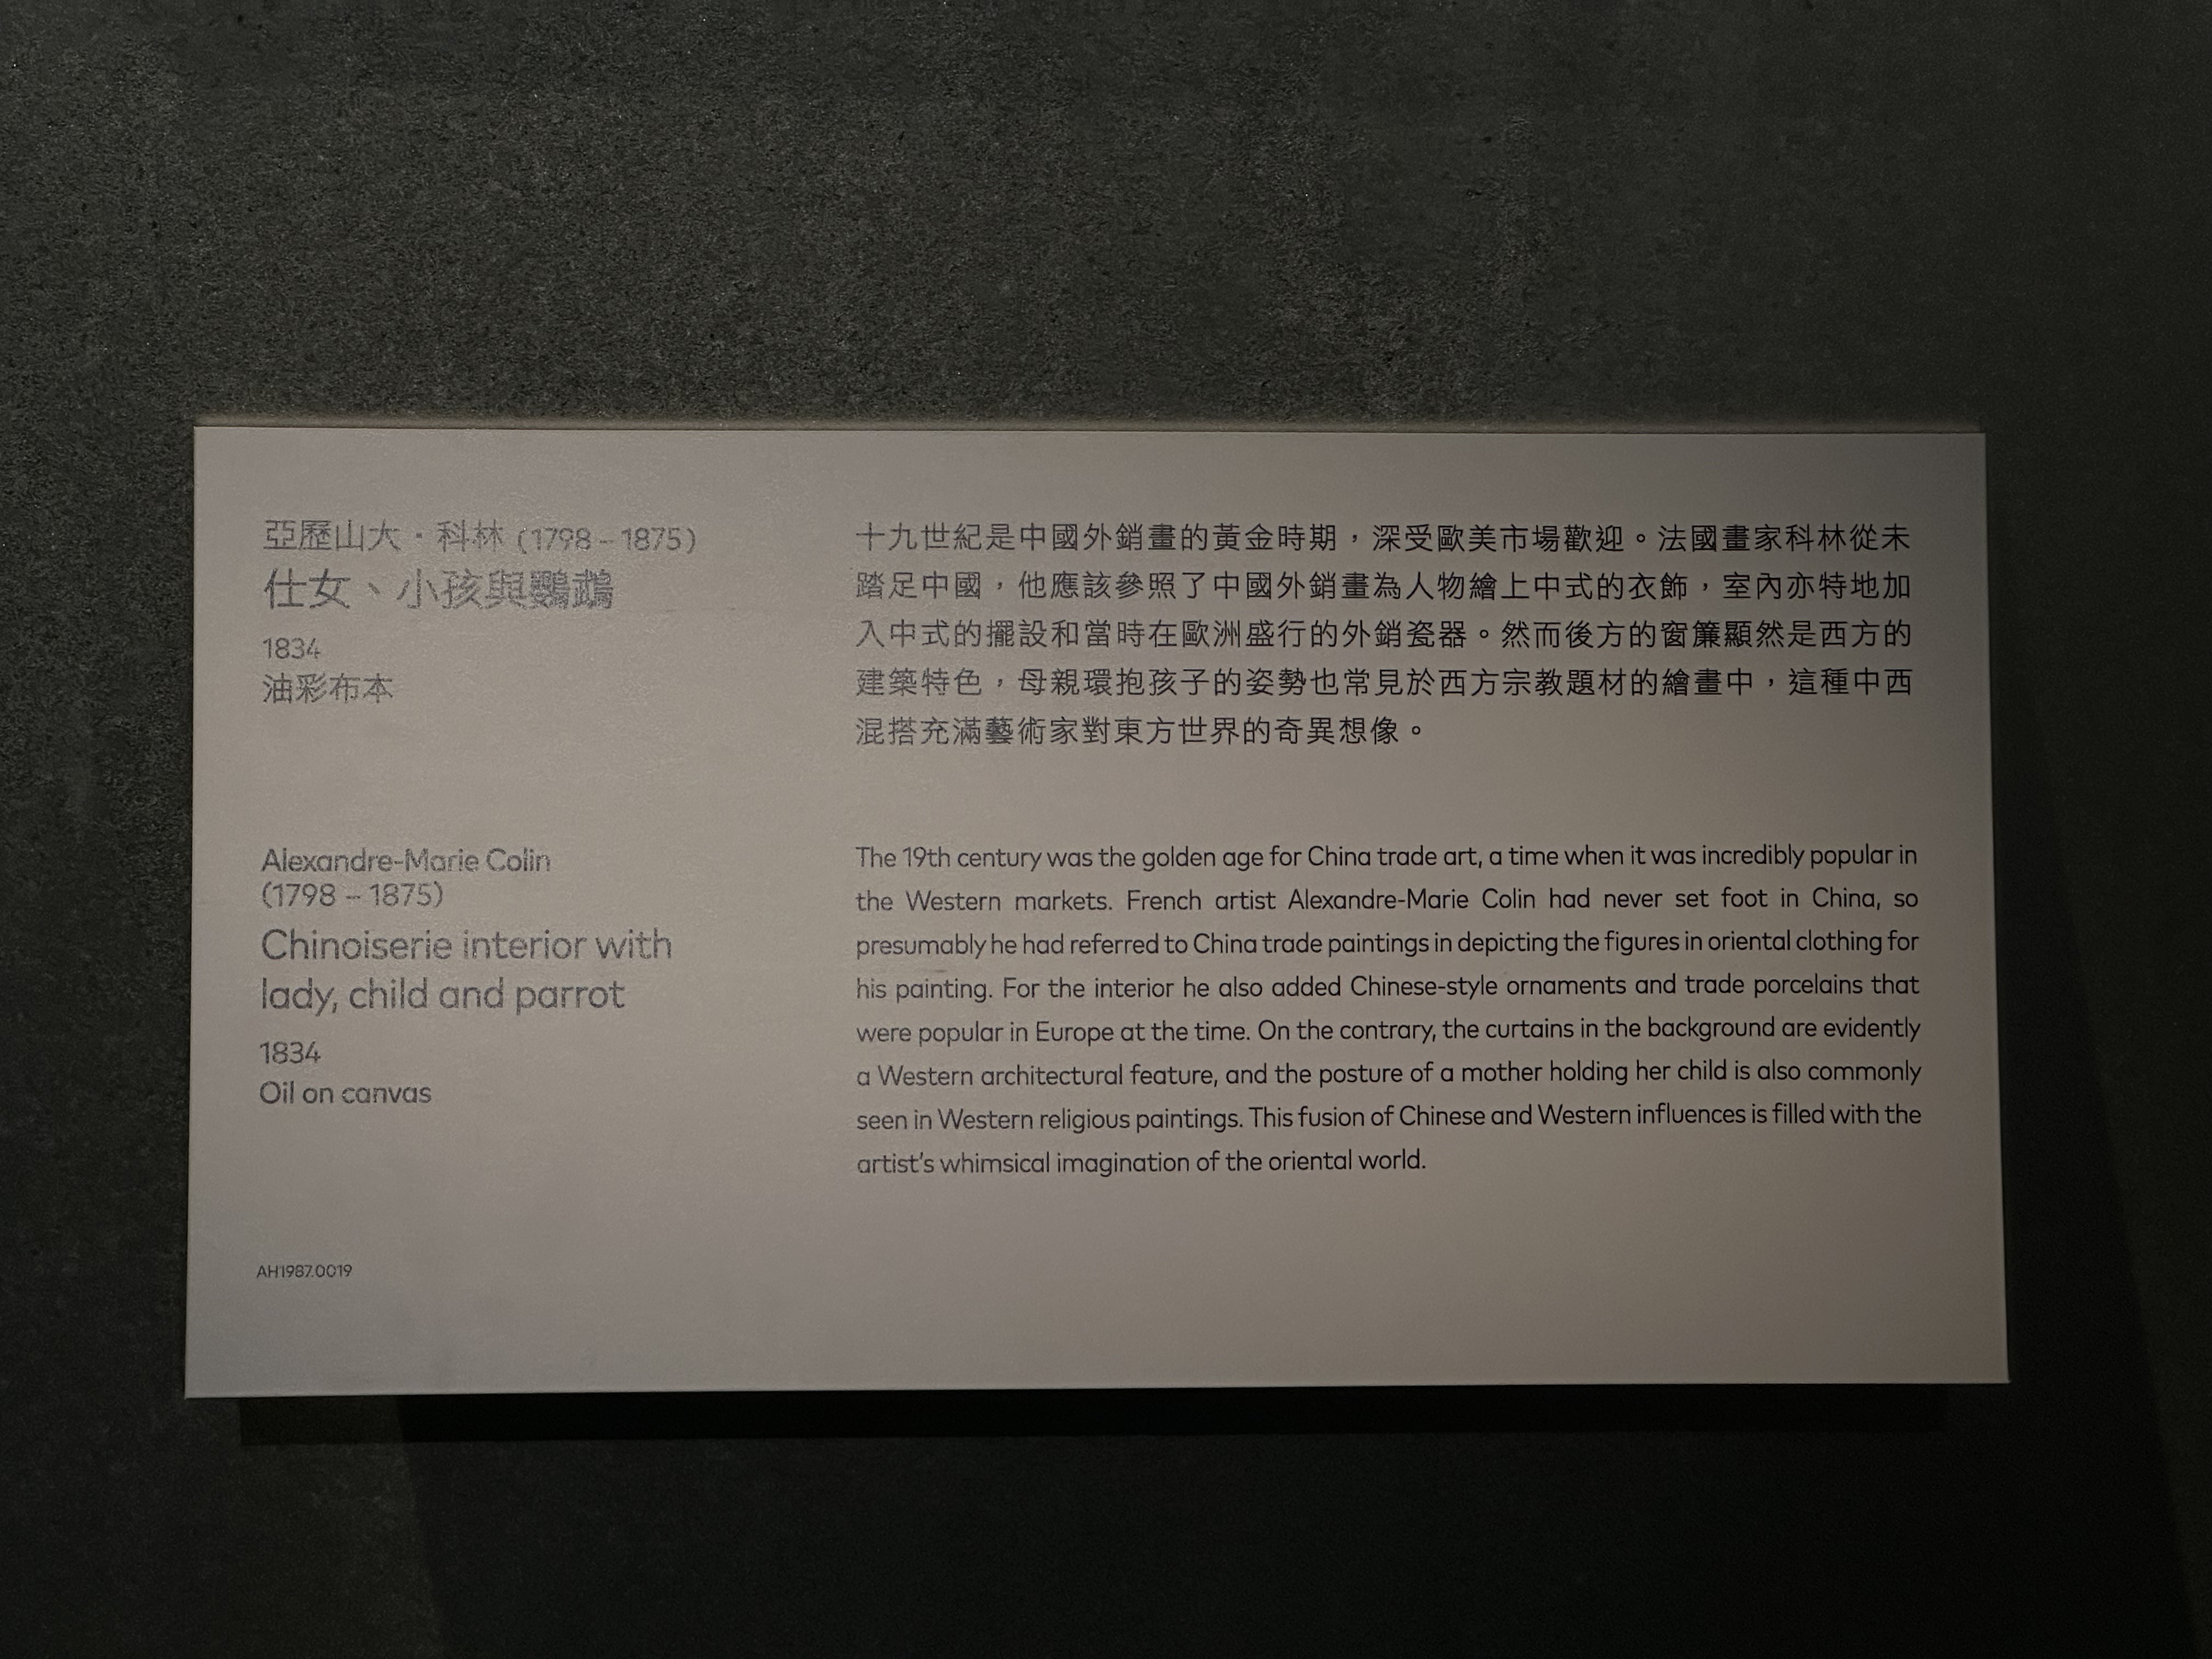 亞歷山大·科林 (1798 – 1875)
仕女、小孩與鸚鵡
1834
油彩布本
十九世紀是中國外銷畫的黃金時期，深受歐美市場歡迎。法國畫家科林從未
踏足中國，他應該參照了中國外銷畫為人物繪上中式的衣飾，室內亦特地加
入中式的擺設和當時在歐洲盛行的外銷瓷器。然而後方的窗簾顯然是西方的
建築特色，母親環抱孩子的姿勢也常見於西方宗教題材的繪畫中，這種中西
混搭充滿藝術家對東方世界的奇異想像。
Alexandre-Marie Colin
(1798 – 1875)
Chinoiserie interior with
lady, child and parrot
1834
Oil on canvas
The 19th century was the golden age for China trade art, a time when it was incredibly popular in
the Western markets. French artist Alexandre-Marie Colin had never set foot in China, so
presumably he had referred to China trade paintings in depicting the figures in oriental clothing for
his painting. For the interior he also added Chinese-style ornaments and trade porcelains that
were popular in Europe at the time. On the contrary, the curtains in the background are evidently
a Western architectural feature, and the posture of a mother holding her child is also commonly
seen in Western religious paintings. This fusion of Chinese and Western influences is filled with the
artist's whimsical imagination of the oriental world.
AH1987.0019